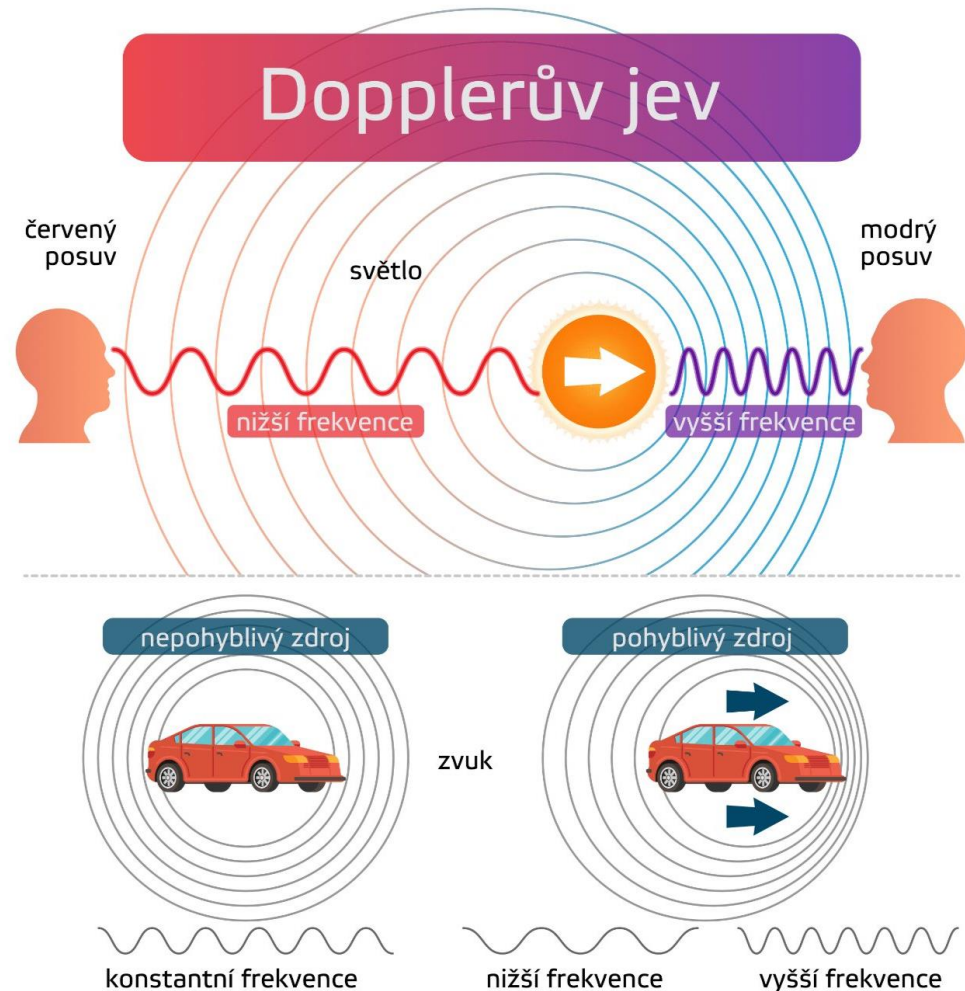 Dopplerův jev
červený
posuv
světlo
modrý
posuv
nižší frekvence
vyšší frekvence
nepohyblivý zdroj
pohyblivý zdroj
zvuk
konstantní frekvence
nižší frekvence
vyšší frekvence